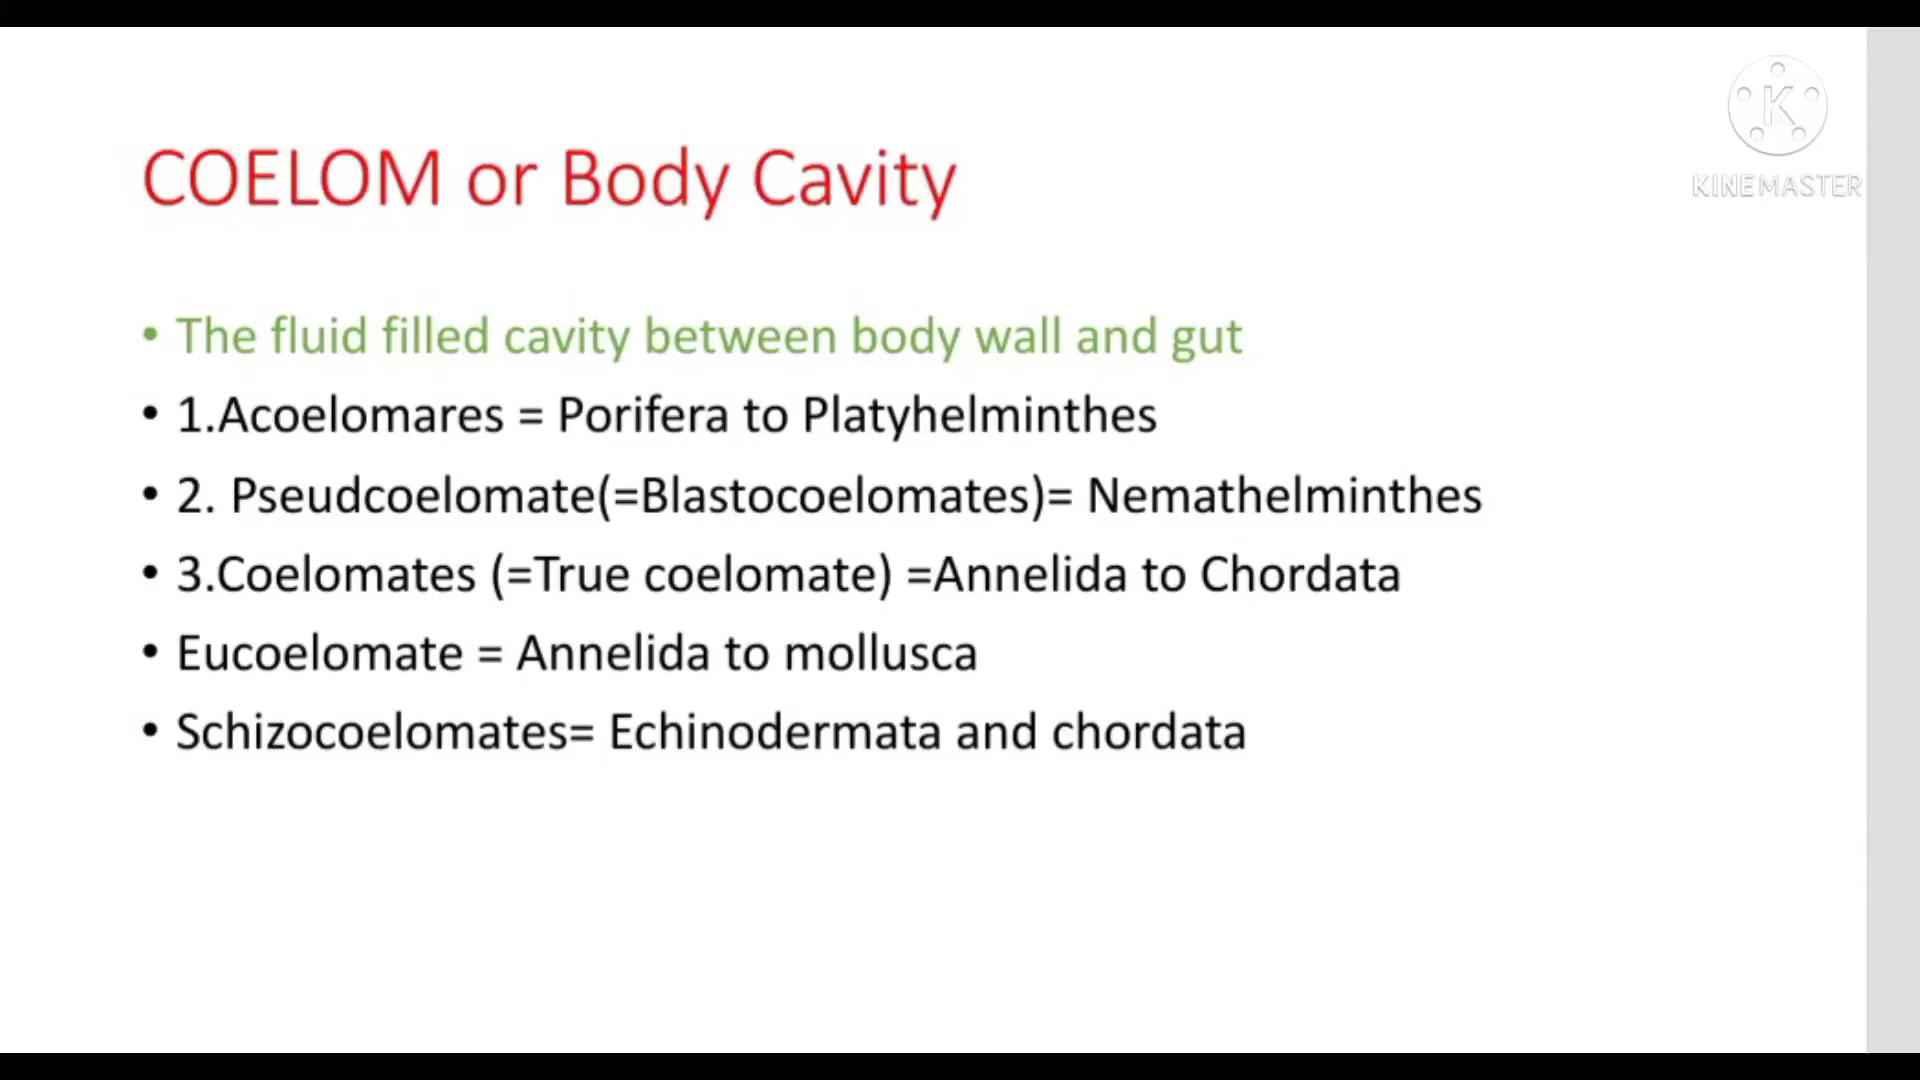 KINEMASTER
COELOM or Body Cavity
• The fluid filled cavity between body wall and gut
• 1.Acoelomares = Porifera to Platyhelminthes
• 2. Pseudcoelomate(=Blastocoelomates)= Nemathelminthes
• 3.Coelomates (=True coelomate) =Annelida to Chordata
• Eucoelomate = Annelida to mollusca
• Schizocoelomates= Echinodermata and chordata